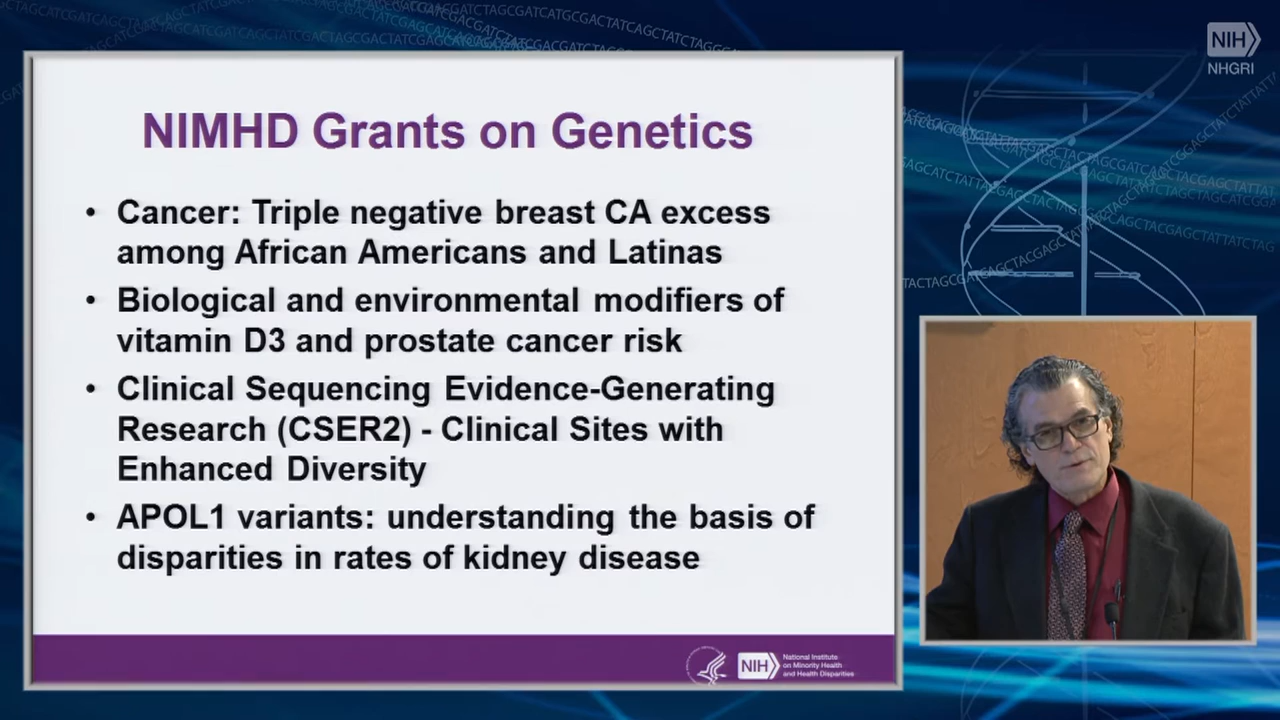 NIH
NHGRI
NIMHD Grants on Genetics
• Cancer: Triple negative breast CA excess
among African Americans and Latinas
• Biological and environmental modifiers of
vitamin D3 and prostate cancer risk
• Clinical Sequencing Evidence-Generating
Research (CSER2) - Clinical Sites with
Enhanced Diversity
• APOL1 variants: understanding the basis of
disparities in rates of kidney disease
NIH
National Institute
on Minority Health
and Health Disparities